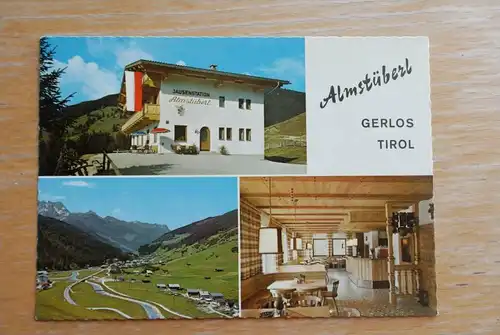 JAUSENSTATION
Almstüberl
Almstüberl
GERLOS
TIROL